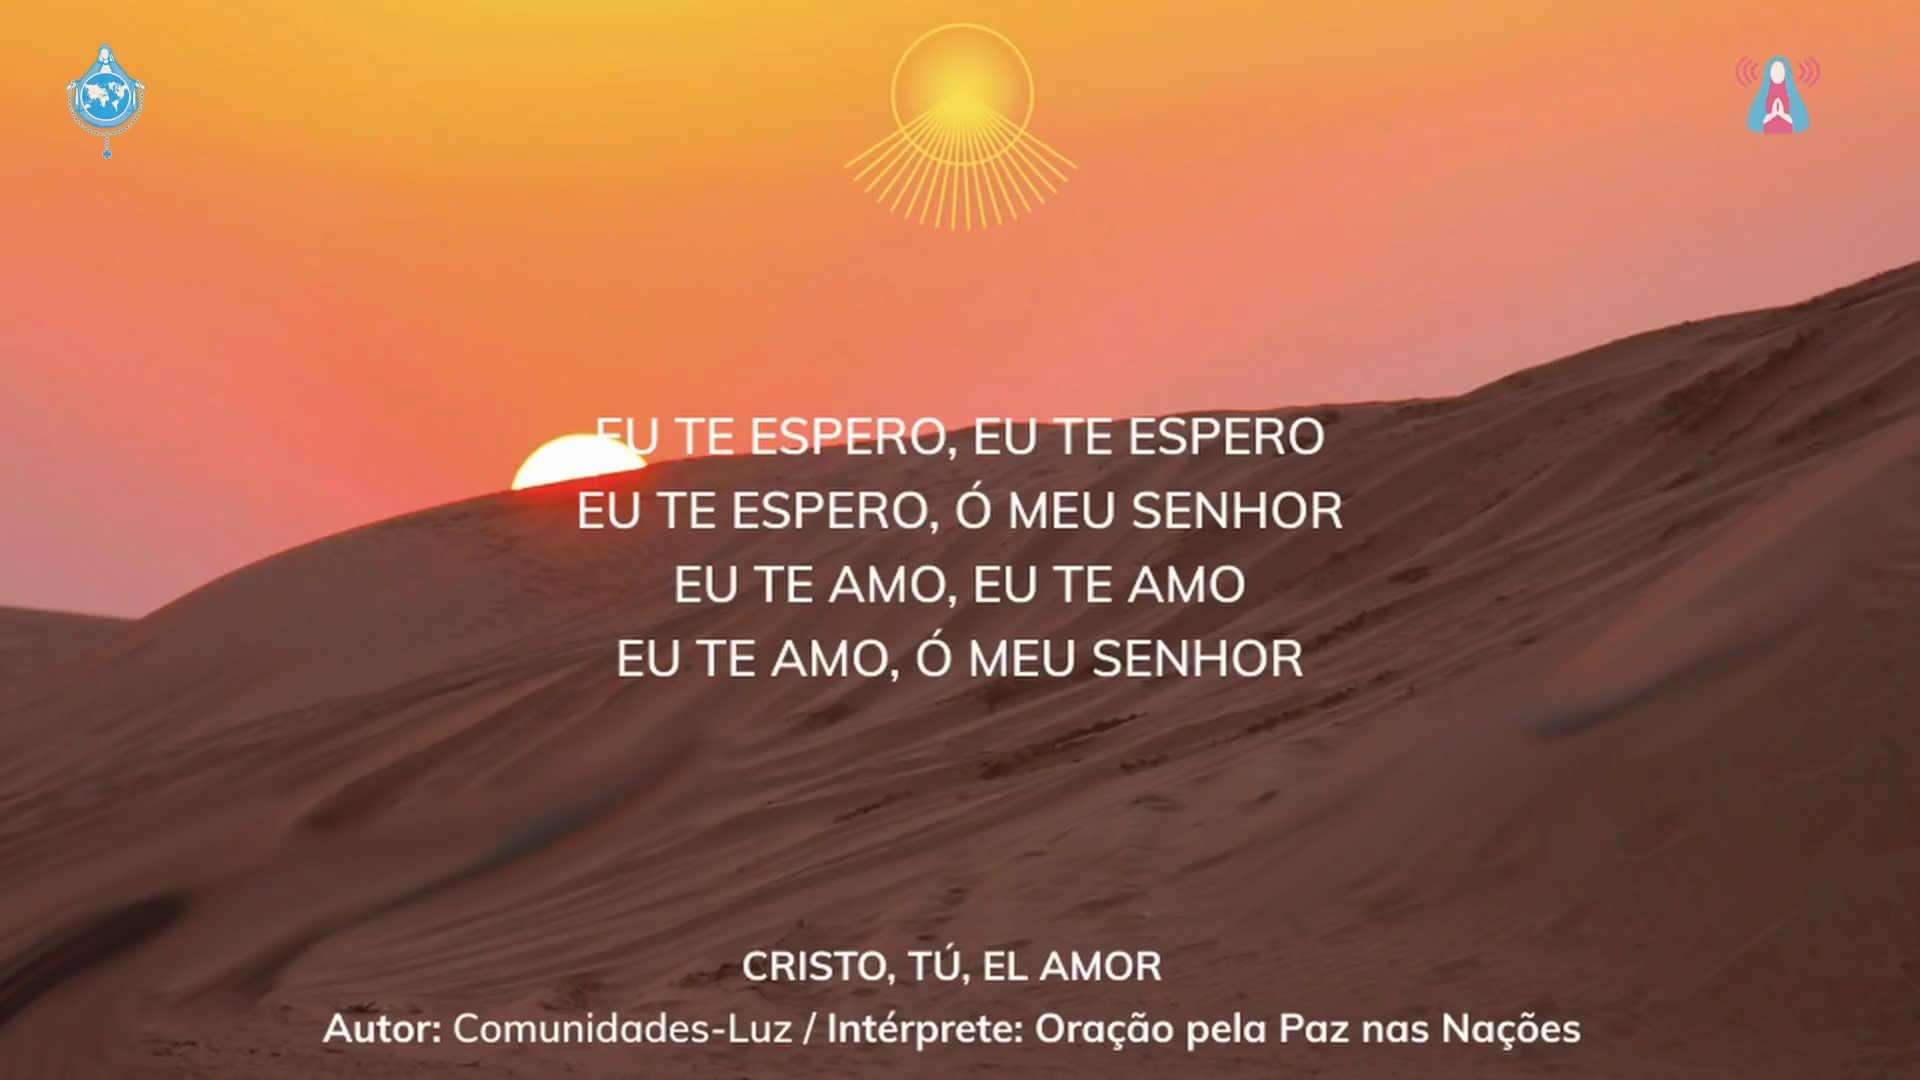 EU TE ESPERO, EU TE ESPERO
EU TE ESPERO, Ó MEU SENHOR
EU TE AMO, EU TE AMO
EU TE AMO, Ó MEU SENHOR
CRISTO, TÚ, EL AMOR
Autor: Comunidades-Luz / Intérprete: Oração pela Paz nas Nações